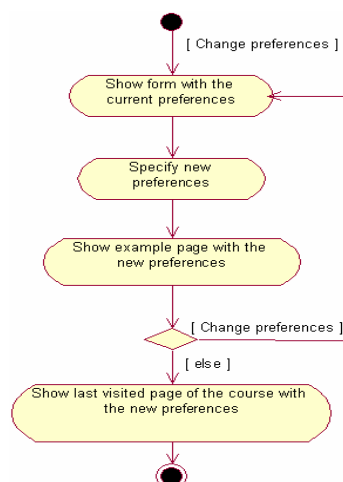 [ Change preferences ]
Show form with the
current preferences
Specify new
preferences
Show example page with the
new preferences
[ Change preferences ]
[ else ]
Show last visited page of the course with
the new preferences